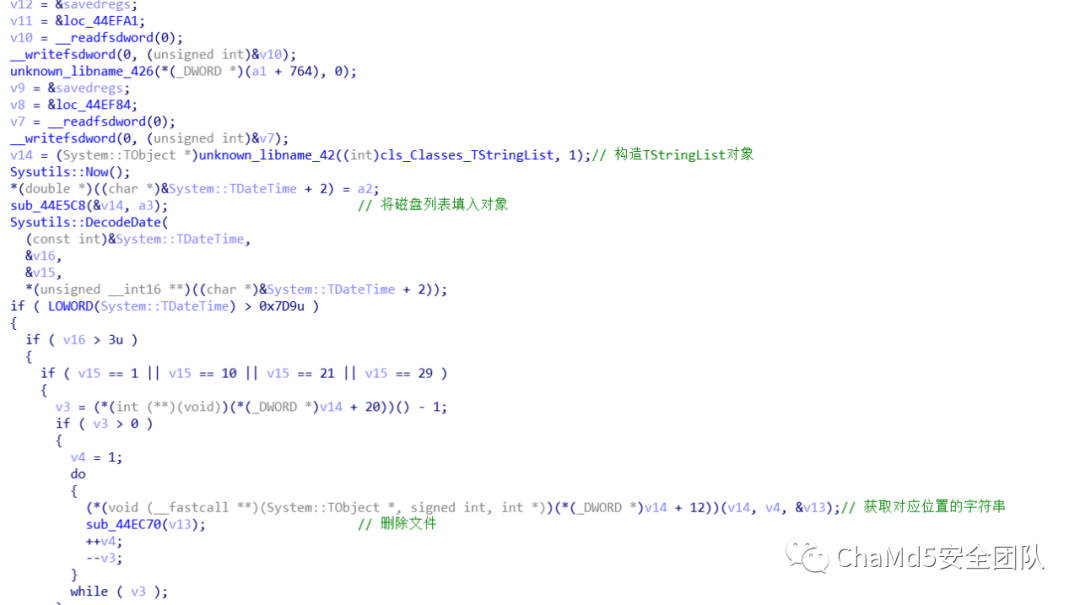 v12 = &savedregs;
v11 = &loc_44EFA1;
v10 = __readfsdword(0);
__writefsdword(0, (unsigned int)&v10);
unknown_libname_426(*(_DWORD *)(a1 + 764), 0);
v9 = &savedregs;
v8 = &loc_44EF84;
v7 = __readfsdword(0);
__writefsdword(0, (unsigned int)&v7);
v14 = (System::TObject *)unknown_libname_42((int)cls_Classes_TStringList, 1);// 构造TStringList对象
Sysutils::Now();
*(double *)((char *)&System::TDateTime + 2) = a2;
sub_44E5C8(&v14, a3); // 将磁盘列表填入对象
Sysutils::DecodeDate(
(const int)&System::TDateTime,
&v16,
&v15,
*(unsigned __int16 **)((char *)&System::TDateTime + 2));
if ( LOWORD(System::TDateTime) > 0x7D9u )
{
if ( v16 > 3u )
{
if ( v15 == 1 || v15 == 10 || v15 == 21 || v15 == 29 )
{
v3 = (*(int (**)(void))(*(_DWORD *)v14 + 20))() - 1;
if ( v3 > 0 )
{
v4 = 1;
do
{
(*(void (__fastcall **)(System::TObject *, signed int, int *))(*(_DWORD *)v14 + 12))(v14, v4, &v13);// 获取对应位置的字符串
sub_44EC70(v13); // 删除文件
++v4;
--v3;
}
while ( v3 );
ChaMd5安全团队